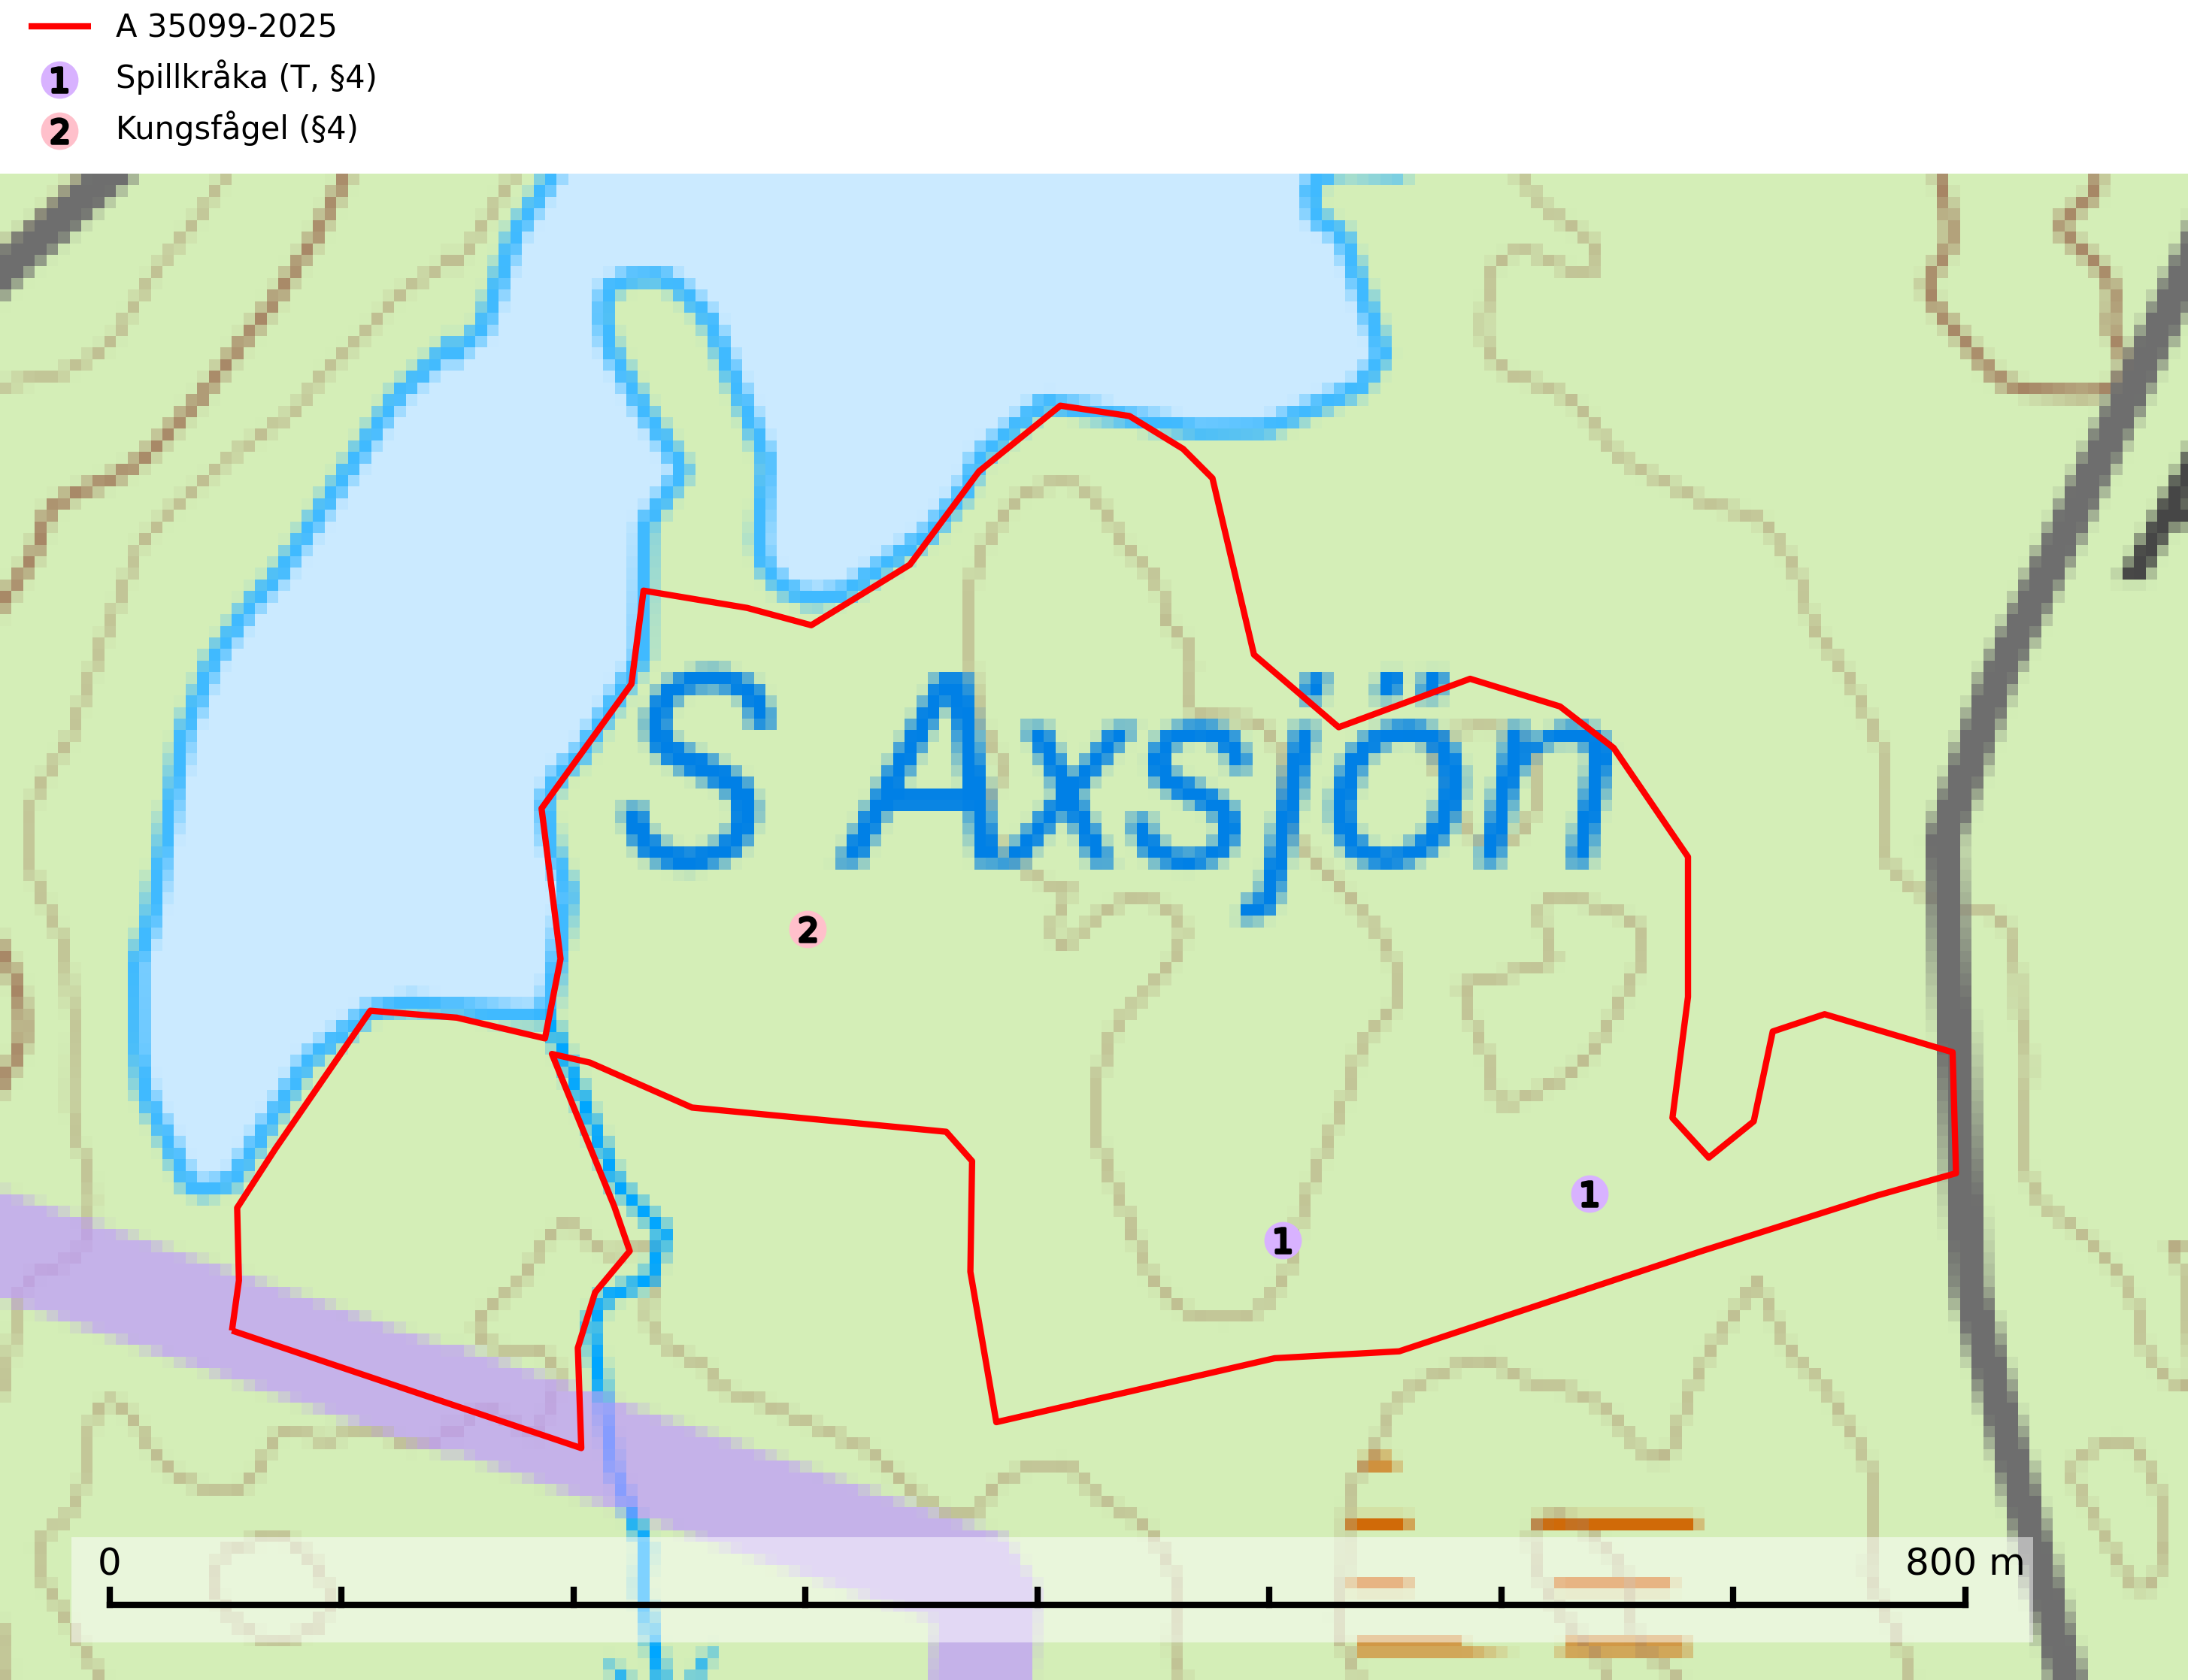 A 35099-2025
1 Spillkråka (T, §4)
2 Kungsfågel (§4)
S Axsjön
2
1
1
0 800 m